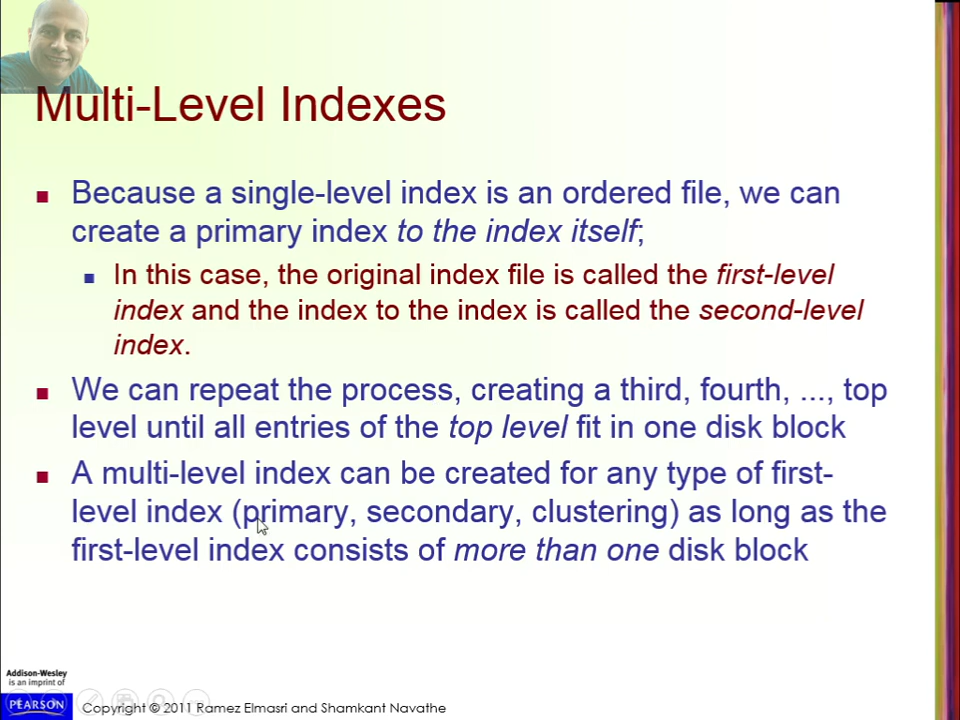 Multi-Level Indexes
Because a single-level index is an ordered file, we can
create a primary index to the index itself;
In this case, the original index file is called the first-level
index and the index to the index is called the second-level
index.
We can repeat the process, creating a third, fourth, ..., top
level until all entries of the top level fit in one disk block
A multi-level index can be created for any type of first-
level index (primary, secondary, clustering) as long as the
first-level index consists of more than one disk block
Addison-Wesley
is an imprint of
PEARSON
Copyright © 2011 Ramez Elmasri and Shamkant Navathe